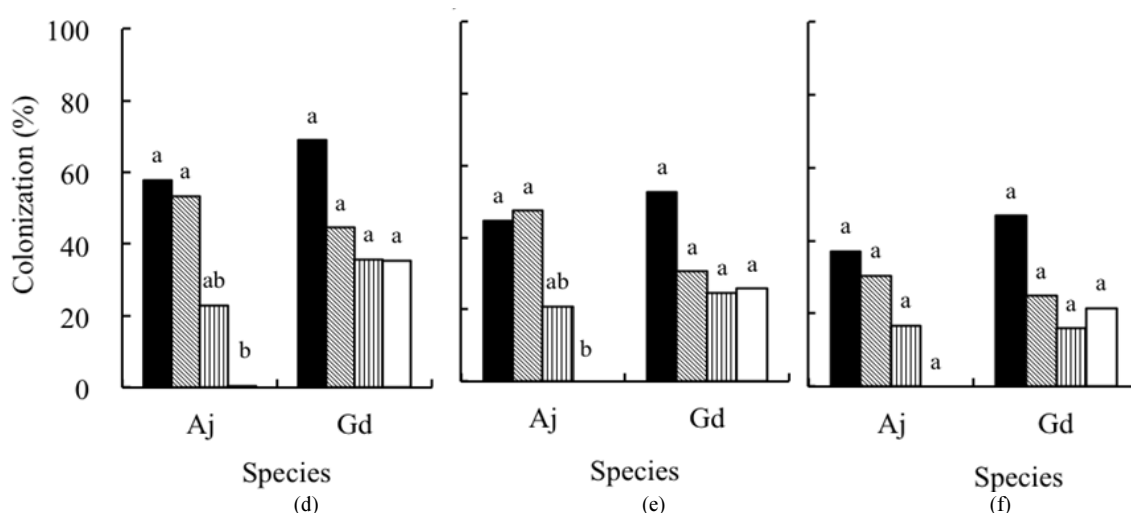 100
80
60
40
20
0
Colonization (%)
a a ab b a a a a
a a ab b a a a a
a a a a a a a a
Aj Gd Aj Gd Aj Gd
Species Species Species
(d) (e) (f)